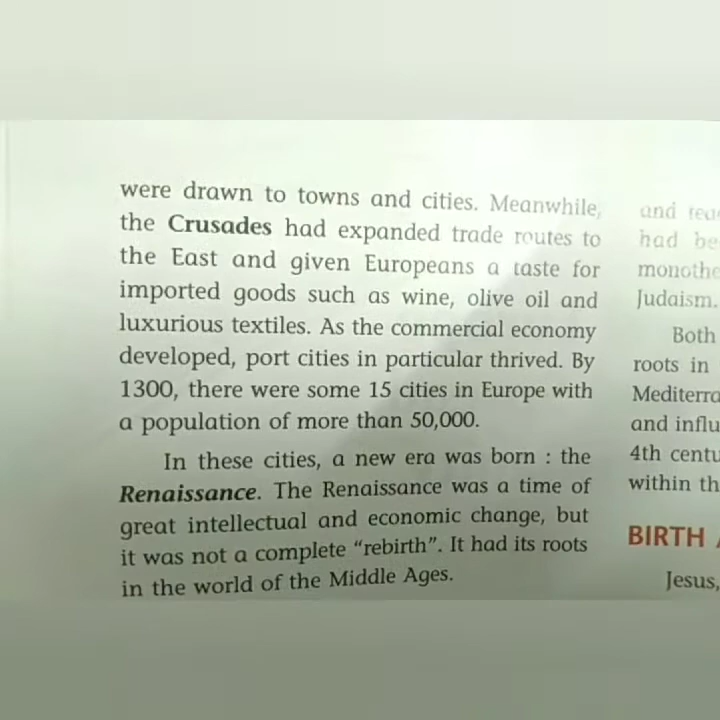 were drawn to towns and cities. Meanwhile,
the Crusades had expanded trade routes to
the East and given Europeans a taste for
imported goods such as wine, olive oil and
luxurious textiles. As the commercial economy
developed, port cities in particular thrived. By
1300, there were some 15 cities in Europe with
a population of more than 50,000.
In these cities, a new era was born : the
Renaissance. The Renaissance was a time of
great intellectual and economic change, but
it was not a complete “rebirth”. It had its roots
in the world of the Middle Ages.
and
had
Judaism.
Both
roots in
and
4th
within
BIRTH
Jesus,